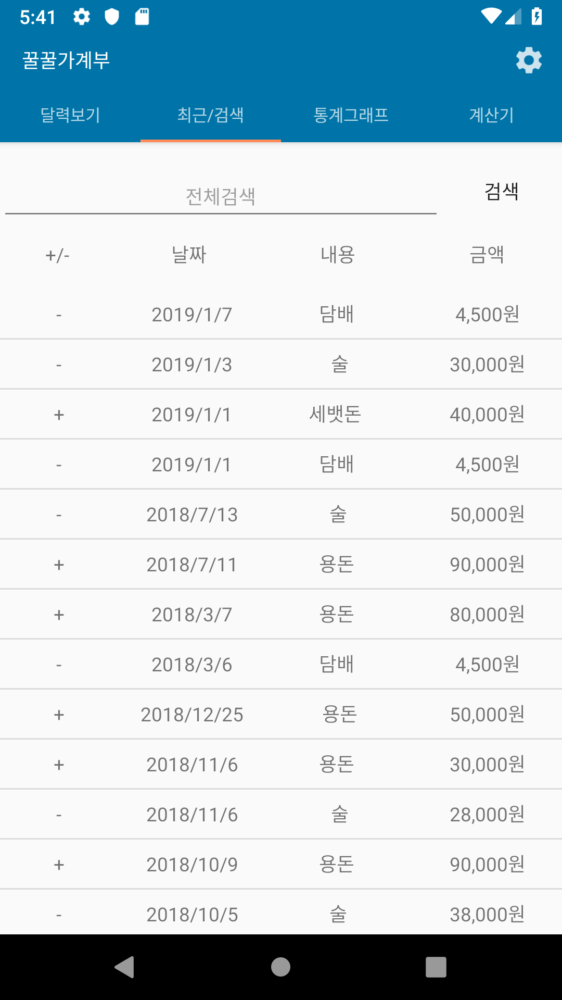 5:41
꿀꿀가계부
달력보기 최근/검색 통계그래프 계산기
전체검색 검색
+/- 날짜 내용 금액
- 2019/1/7 담배 4,500원
- 2019/1/3 술 30,000원
+ 2019/1/1 세뱃돈 40,000원
- 2019/1/1 담배 4,500원
- 2018/7/13 술 50,000원
+ 2018/7/11 용돈 90,000원
+ 2018/3/7 용돈 80,000원
- 2018/3/6 담배 4,500원
+ 2018/12/25 용돈 50,000원
+ 2018/11/6 용돈 30,000원
- 2018/11/6 술 28,000원
+ 2018/10/9 용돈 90,000원
- 2018/10/5 술 38,000원